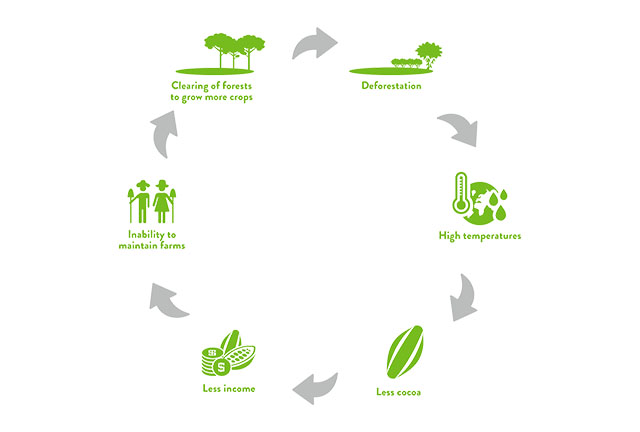 Clearing of forests
to grow more crops
Deforestation
High temperatures
Less cocoa
Less income
Inability to
maintain farms